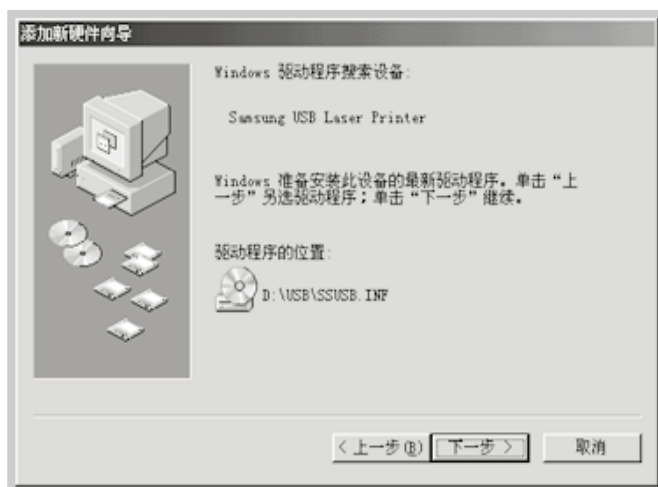 添加新硬件向导
Windows 驱动程序搜索设备:
Samsung USB Laser Printer
Windows 准备安装此设备的最新驱动程序。单击“上
一步”另选驱动程序；单击“下一步”继续。
驱动程序的位置:
D:\USB\SSUSB.INF
< 上一步(B)
下一步 >
取消